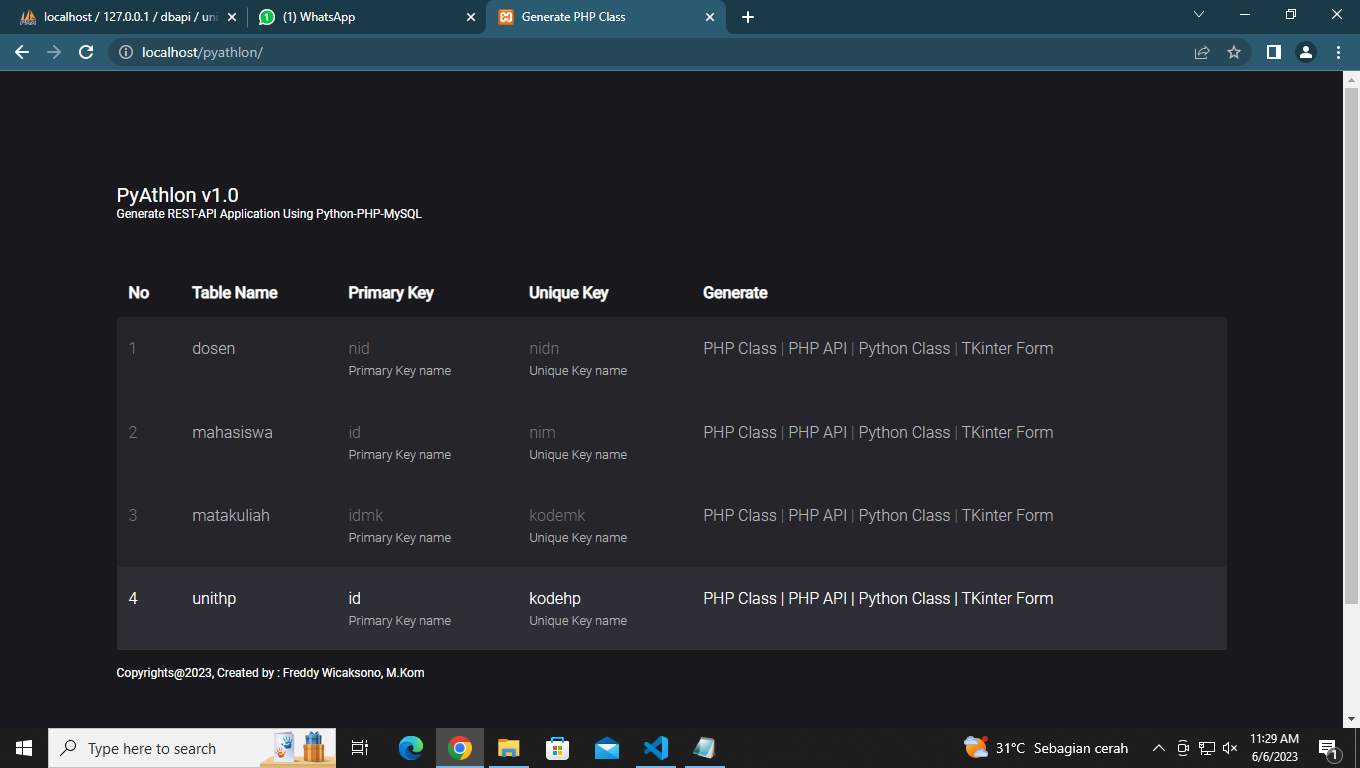 localhost / 127.0.0.1 / dbapi / uni
(1) WhatsApp
Generate PHP Class
localhost/pyathlon/
PyAthlon v1.0
Generate REST-API Application Using Python-PHP-MySQL
No Table Name Primary Key Unique Key Generate
1 dosen nid nidn PHP Class | PHP API | Python Class | TKinter Form
Primary Key name Unique Key name
2 mahasiswa id nim PHP Class | PHP API | Python Class | TKinter Form
Primary Key name Unique Key name
3 matakuliah idmk kodemk PHP Class | PHP API | Python Class | TKinter Form
Primary Key name Unique Key name
4 unithp id kodehp PHP Class | PHP API | Python Class | TKinter Form
Primary Key name Unique Key name
Copyrights@2023, Created by : Freddy Wicaksono, M.Kom
Type here to search
31°C Sebagian cerah
11:29 AM
6/6/2023
1